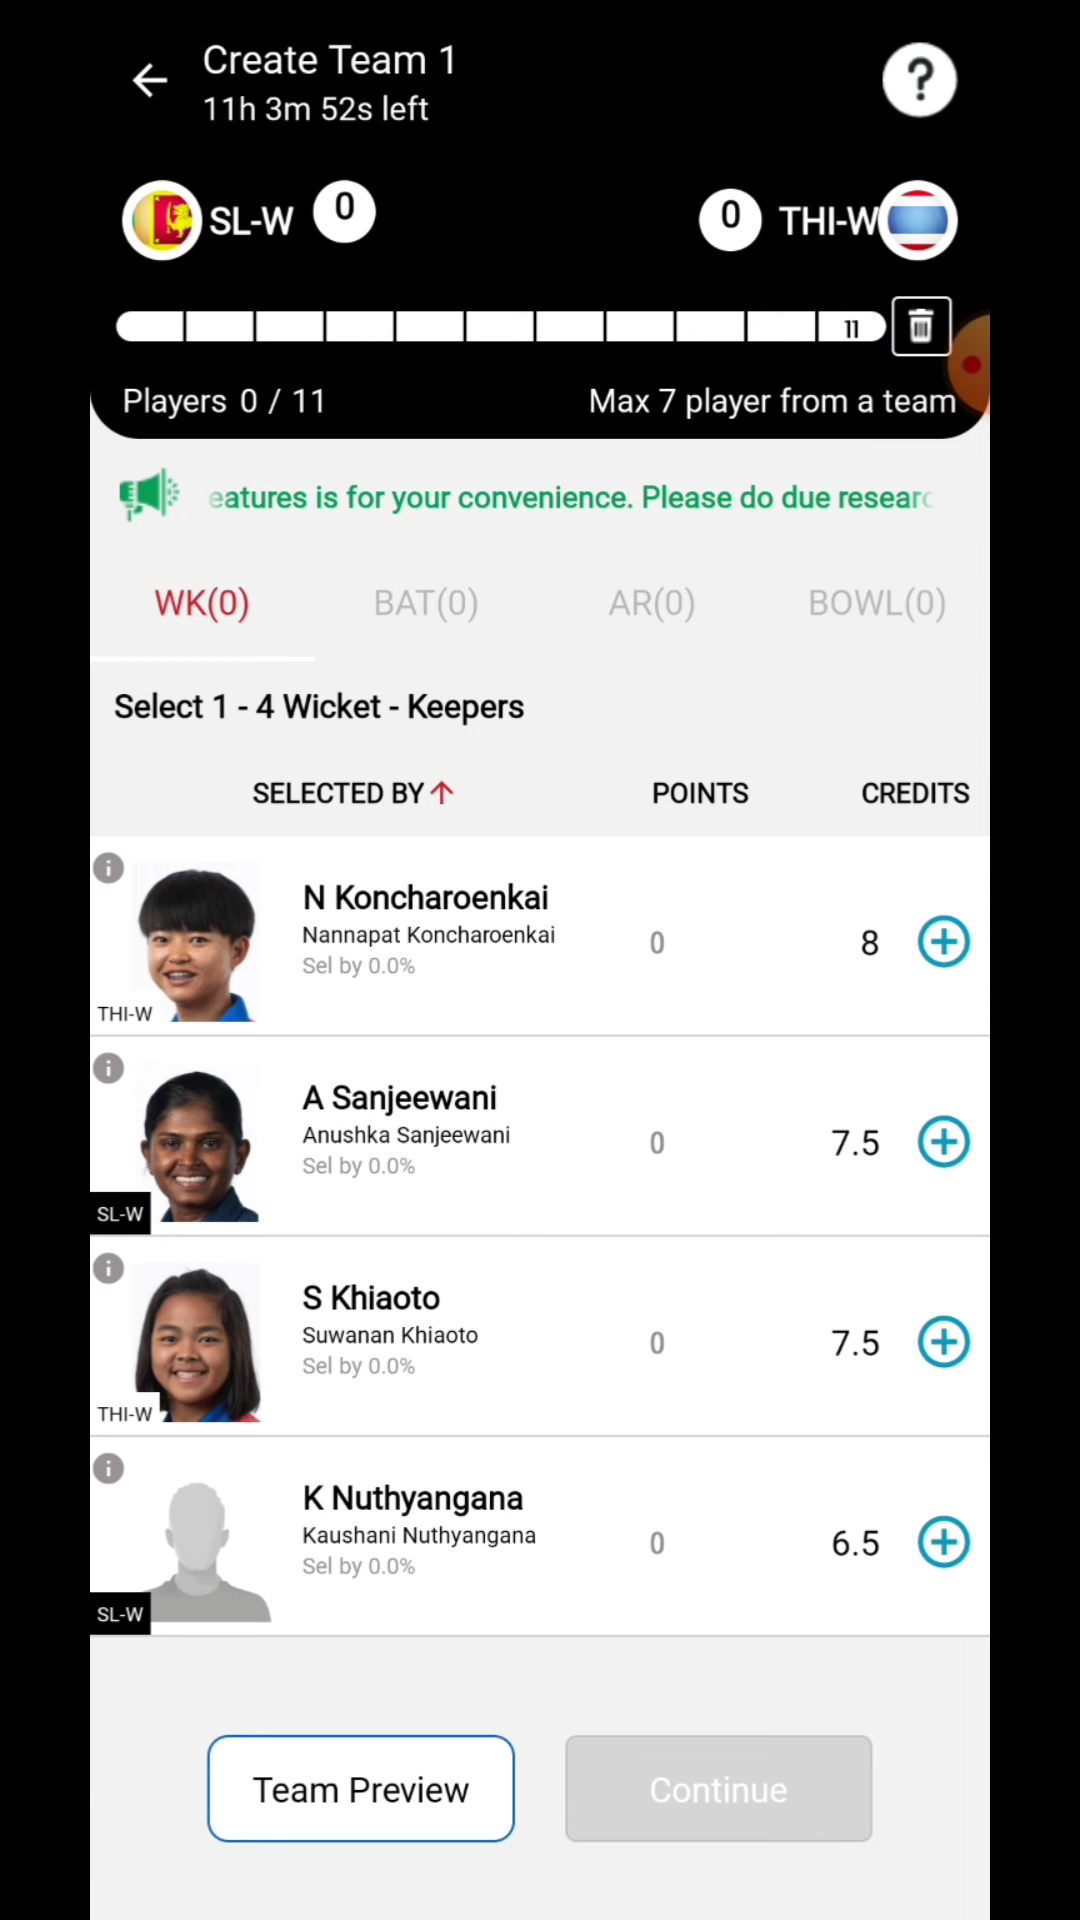 Create Team 1
11h 3m 52s left
?
SL-W 0
0 THI-W
11
Players 0 / 11
Max 7 player from a team
eatures is for your convenience. Please do due researc
WK(0) BAT(0) AR(0) BOWL(0)
Select 1 - 4 Wicket - Keepers
SELECTED BY POINTS CREDITS
N Koncharoenkai
Nannapat Koncharoenkai
Sel by 0.0%
0 8
THI-W
A Sanjeewani
Anushka Sanjeewani
Sel by 0.0%
0 7.5
SL-W
S Khiaoto
Suwanan Khiaoto
Sel by 0.0%
0 7.5
THI-W
K Nuthyangana
Kaushani Nuthyangana
Sel by 0.0%
0 6.5
SL-W
Team Preview
Continue